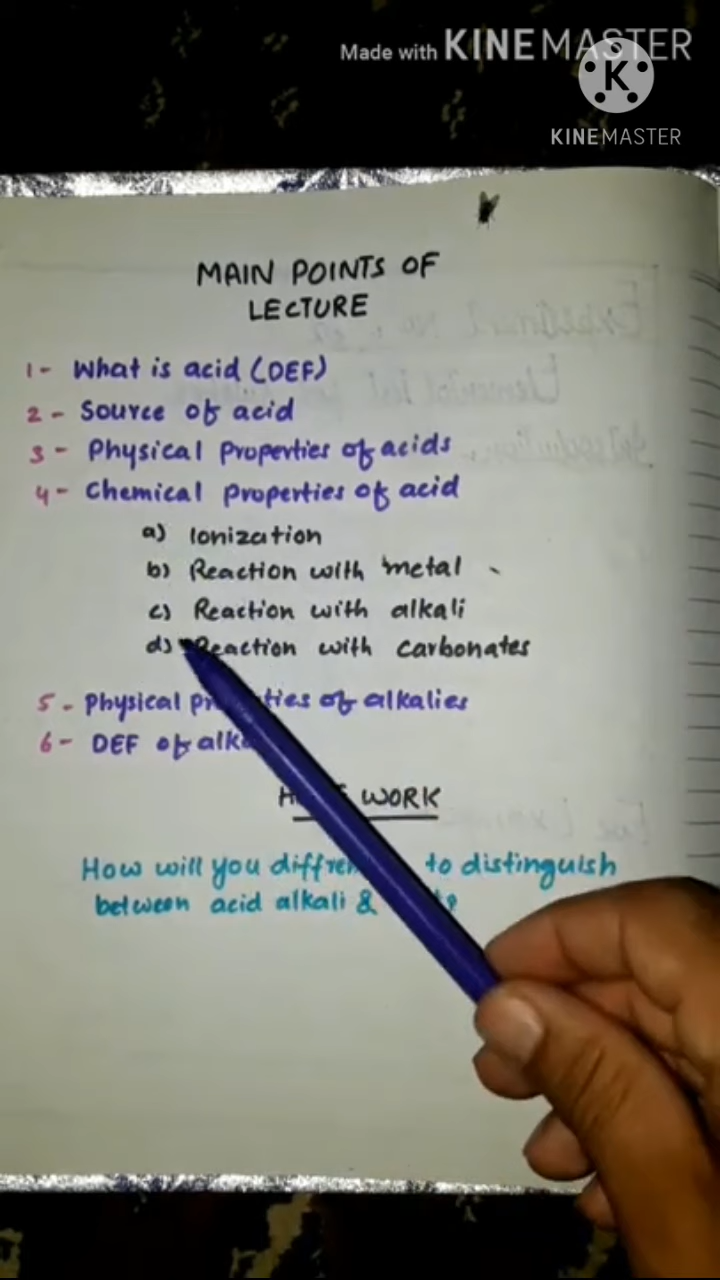 Made with KINEMASTER
K
KINEMASTER
MAIN POINTS OF
LECTURE
1- What is acid (DEF)
2- Source of acid
3- Physical Properties of acids
4- Chemical properties of acid
a) Ionization
b) Reaction with metal
c) Reaction with alkali
d) Reaction with carbonates
5- Physical of alkalies
6- DEF of
WORK
How will you to distinguish
between acid alkali &